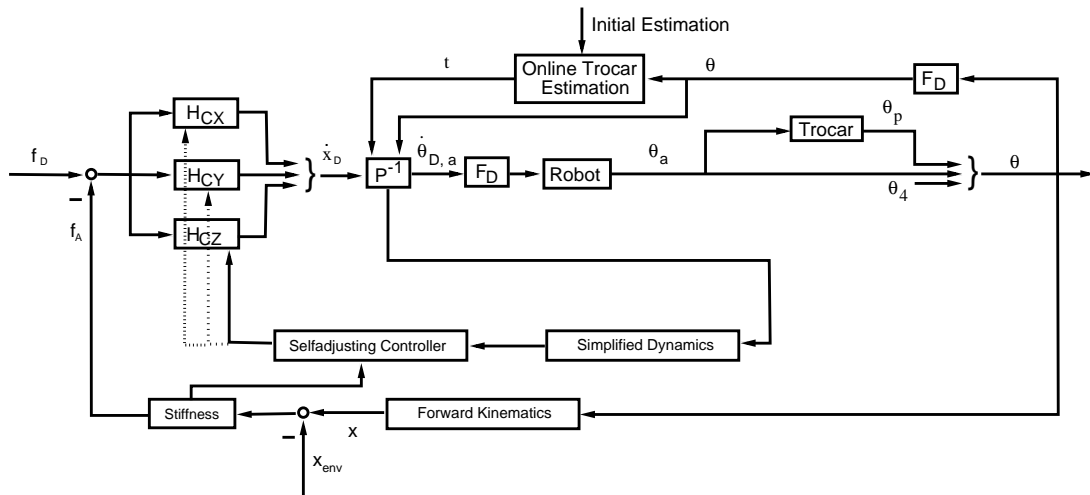 Initial Estimation
t
Online Trocar
Estimation
θ
F_D
H_CX
θ_p
Trocar
f_D
ẋ_D
θ̇_D, a
θ_a
H_CY
}
P^-1
F_D
Robot
θ_4
}
θ
−
f_A
H_CZ
Selfadjusting Controller
Simplified Dynamics
Stiffness
Forward Kinematics
−
x
x_env